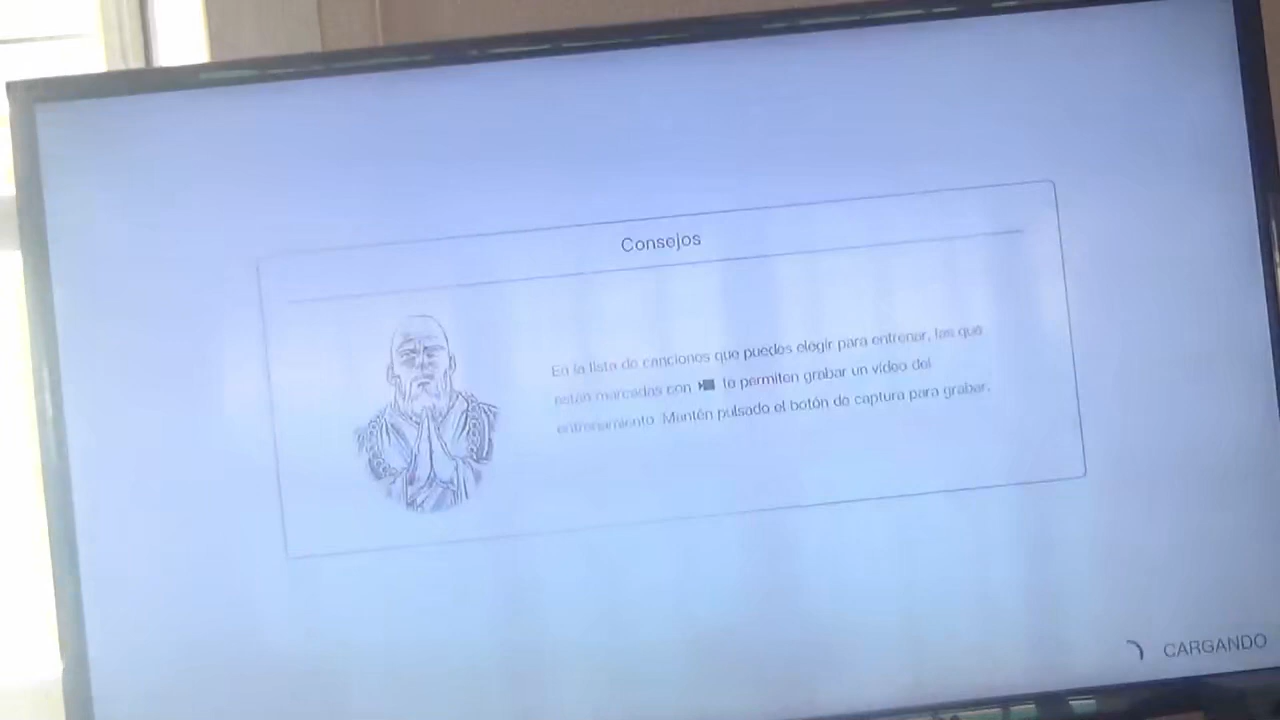 Consejos
En la lista de canciones que puedes elegir para entrenar, las que
están marcadas con te permiten grabar un vídeo del
entrenamiento. Mantén pulsado el botón de captura para grabar.
CARGANDO